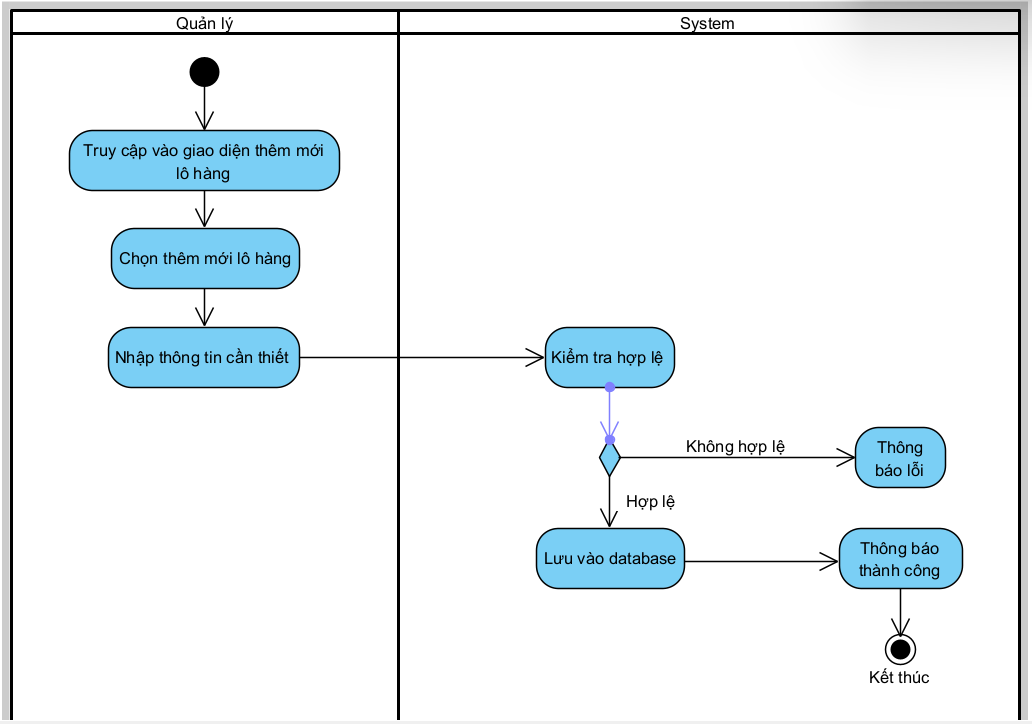 Quản lý
System
Truy cập vào giao diện thêm mới
lô hàng
Chọn thêm mới lô hàng
Nhập thông tin cần thiết
Kiểm tra hợp lệ
Không hợp lệ
Thông
báo lỗi
Hợp lệ
Lưu vào database
Thông báo
thành công
Kết thúc